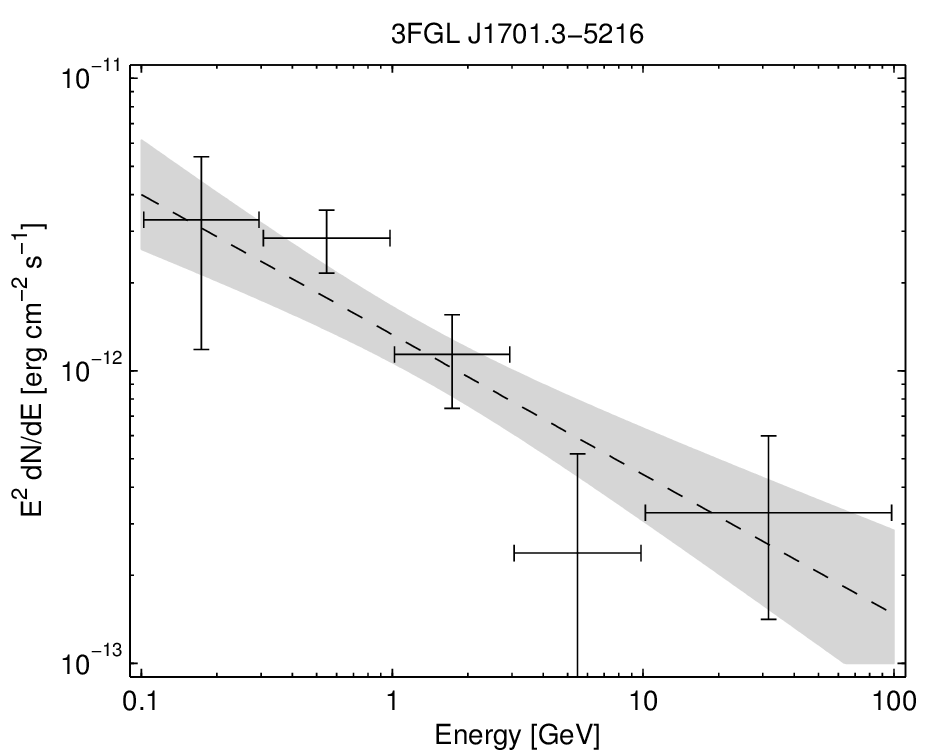 3FGL J1701.3−5216
10⁻¹¹
10⁻¹²
10⁻¹³
E² dN/dE [erg cm⁻² s⁻¹]
0.1 1 10 100
Energy [GeV]